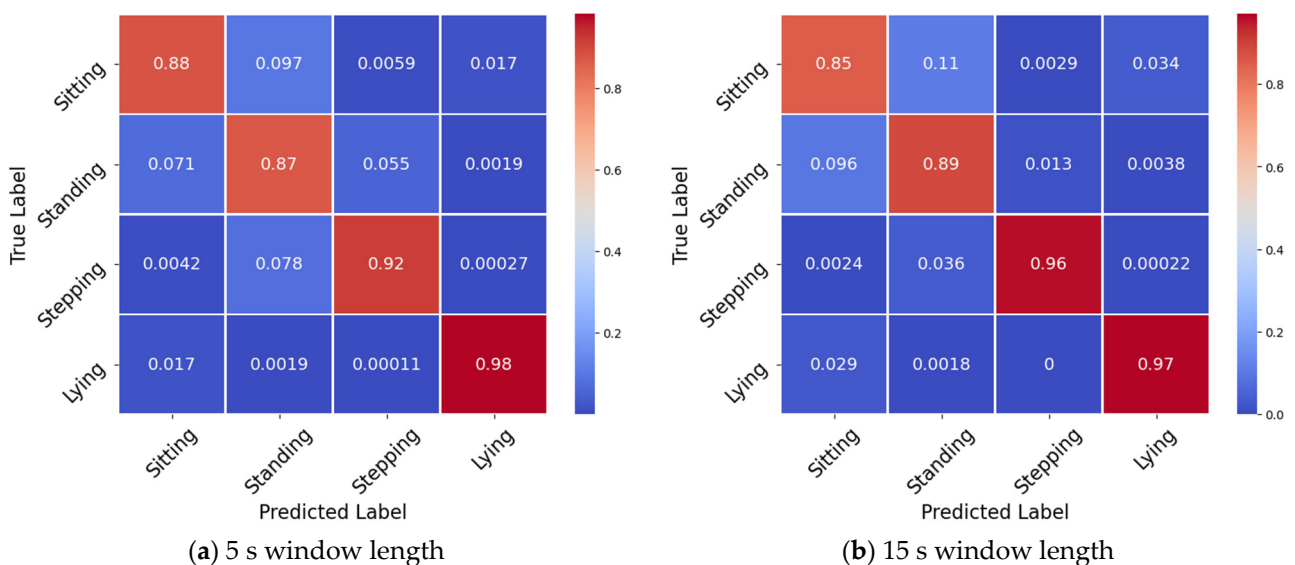 Sitting 0.88 0.097 0.0059 0.017
Standing 0.071 0.87 0.055 0.0019
Stepping 0.0042 0.078 0.92 0.00027
Lying 0.017 0.0019 0.00011 0.98
True Label
Sitting Standing Stepping Lying
Predicted Label
0.8
0.6
0.4
0.2
(a) 5 s window length
Sitting 0.85 0.11 0.0029 0.034
Standing 0.096 0.89 0.013 0.0038
Stepping 0.0024 0.036 0.96 0.00022
Lying 0.029 0.0018 0 0.97
True Label
Sitting Standing Stepping Lying
Predicted Label
0.8
0.6
0.4
0.2
0.0
(b) 15 s window length